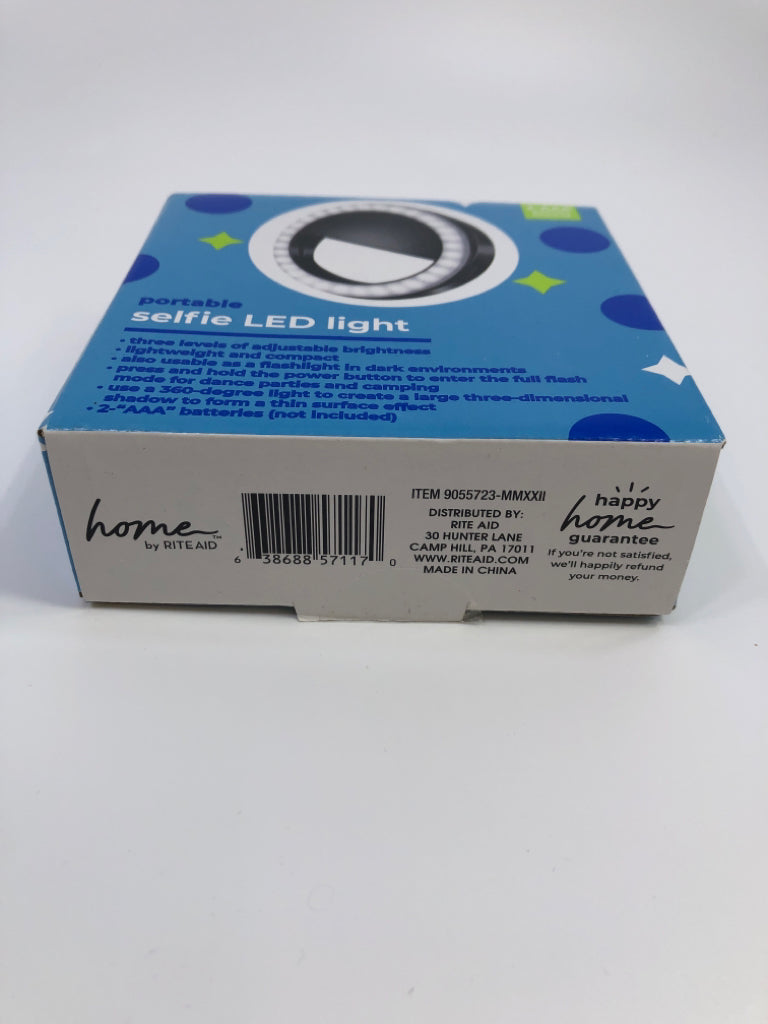 portable
selfie LED light
• three levels of adjustable brightness
• lightweight and compact
• also usable as a flashlight in dark environments
• press and hold the power button to enter the full flash
mode for dance parties and camping
• use a 360-degree light to create a large three-dimensional
shadow to form a thin surface effect
• 2-"AAA" batteries (not included)
home™
by RITE AID
6 38688 57117 0
ITEM 9055723-MMXXII
DISTRIBUTED BY:
RITE AID
30 HUNTER LANE
CAMP HILL, PA 17011
WWW.RITEAID.COM
MADE IN CHINA
happy
home
guarantee
If you're not satisfied,
we'll happily refund
your money.